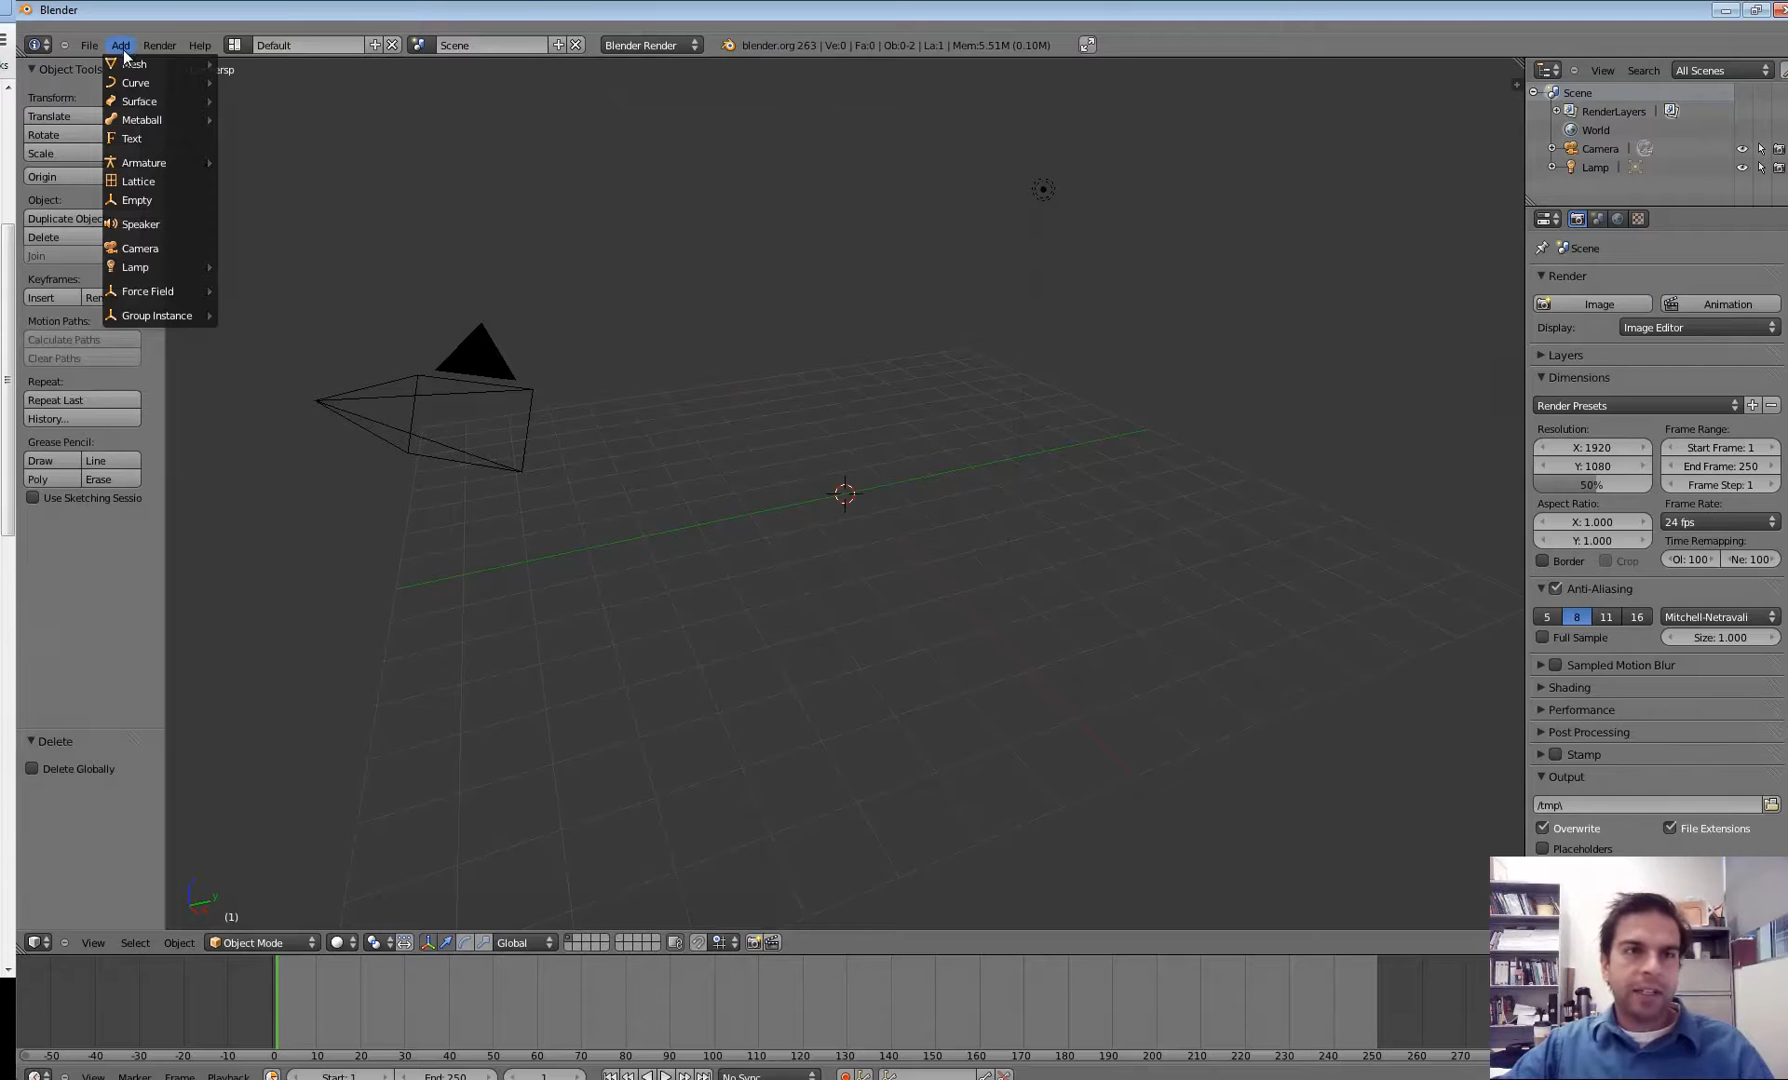 Blender
File Add Render Help Default Scene Blender Render blender.org 263 | Ve:0 | Fa:0 | Ob:0-2 | La:1 | Mem:5.51M (0.10M)
Object Tools
Transform:
Translate
Rotate
Scale
Origin
Object:
Delete
Join
Keyframes:
Insert
Motion Paths:
Calculate Paths
Clear Paths
Repeat:
Repeat Last
History...
Grease Pencil:
Draw Line
Poly Erase
Use Sketching Sessio
Delete
Delete Globally
Mesh
Curve
Surface
Metaball
Text
Armature
Lattice
Empty
Speaker
Camera
Lamp
Force Field
Group Instance
(1)
View Search All Scenes
Scene
RenderLayers
World
Camera
Lamp
Scene
Render
Image Animation
Display: Image Editor
Layers
Dimensions
Render Presets
Resolution: Frame Range:
X: 1920 Start Frame: 1
Y: 1080 End Frame: 250
50% Frame Step: 1
Aspect Ratio: Frame Rate:
X: 1.000 24 fps
Y: 1.000 Time Remapping:
Border Crop Ol: 100 Ne: 100
Anti-Aliasing
5 8 11 16 Mitchell-Netravali
Full Sample Size: 1.000
Sampled Motion Blur
Shading
Performance
Post Processing
Stamp
Output
/tmp\
Overwrite File Extensions
Placeholders
View Select Object Object Mode Global
-50 -40 -30 -20 -10 0 10 20 30 40 50 60 70 80 90 100 110 120 130 140 150 160 170 180 190 200 210 220 230 240 250 260 270
View Marker Frame Playback Start: 1 End: 250 1 No Sync